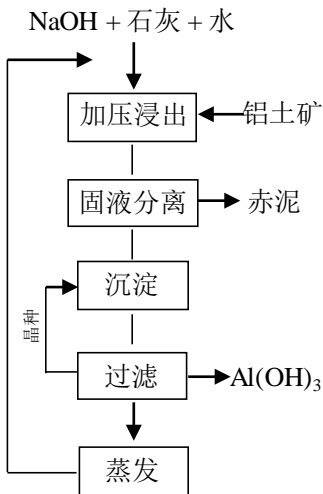 NaOH + 石灰 + 水
加压浸出
铝土矿
固液分离
赤泥
沉淀
晶种
过滤
Al(OH)₃
蒸发